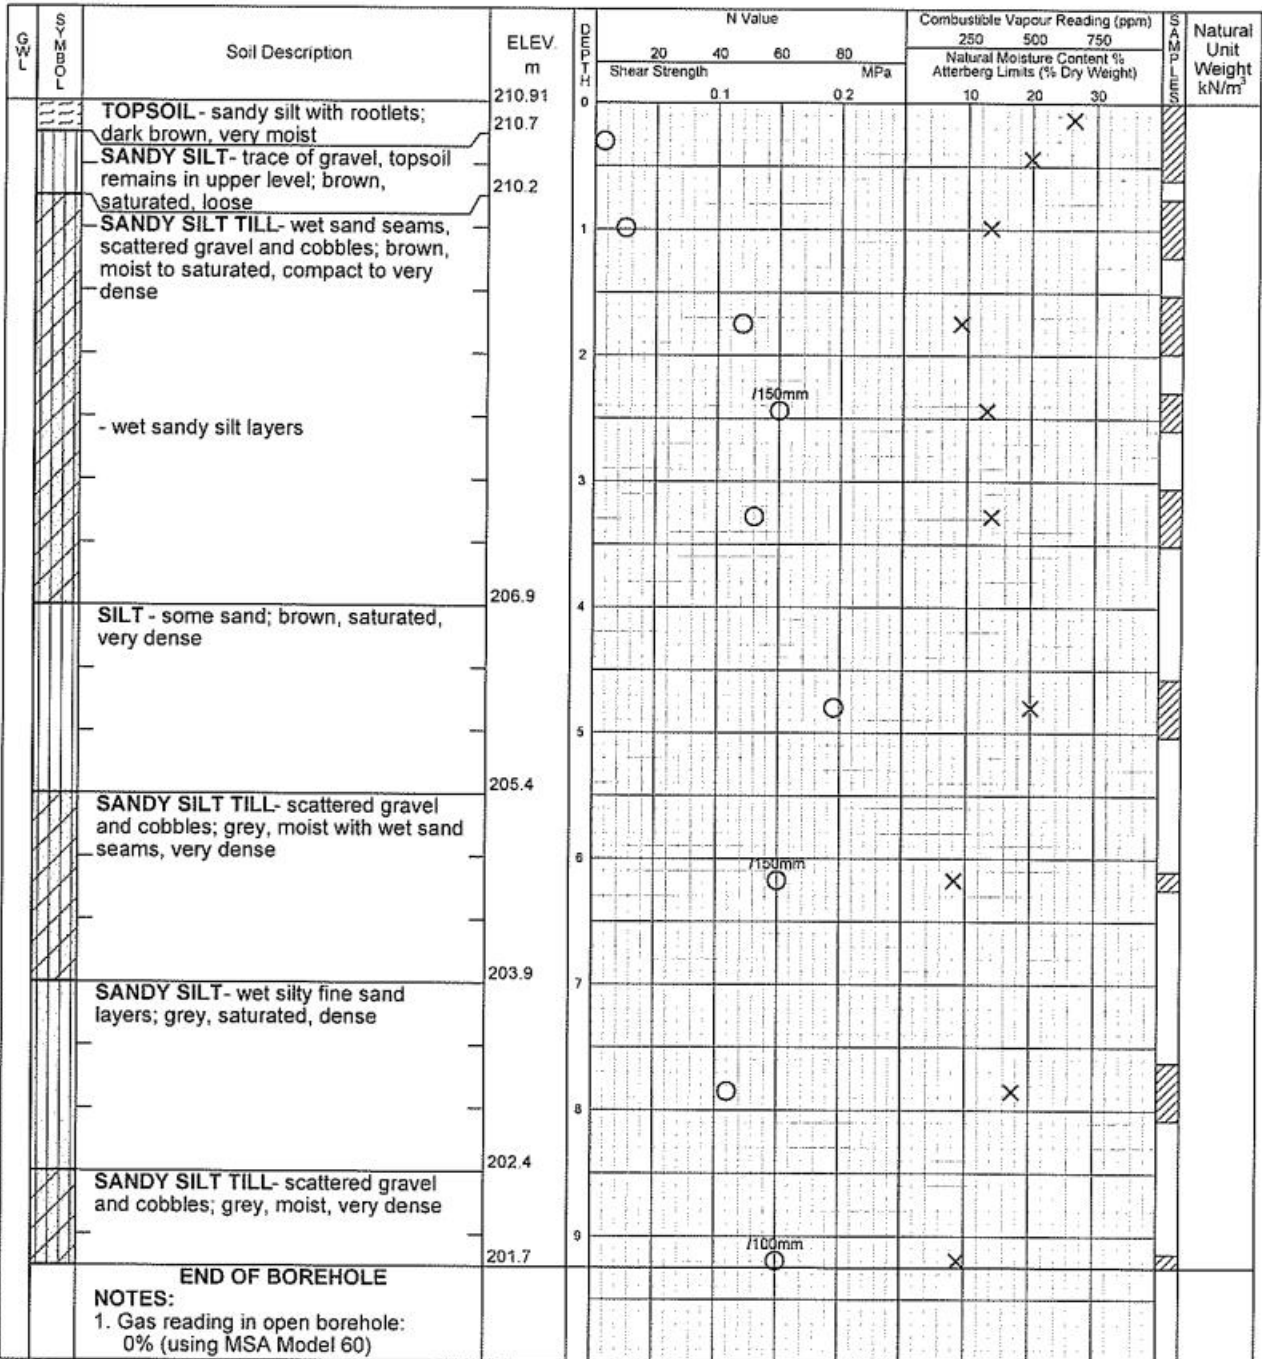 GWL
SYMBOL
Soil Description
ELEV.
m
DEPTH
N Value
20 40 60 80
Shear Strength MPa
0.1 0.2
Combustible Vapour Reading (ppm)
250 500 750
Natural Moisture Content %
Atterberg Limits (% Dry Weight)
10 20 30
SAMPLES
Natural
Unit
Weight
kN/m³
210.91
0
TOPSOIL - sandy silt with rootlets;
dark brown, very moist
210.7
SANDY SILT - trace of gravel, topsoil
remains in upper level; brown,
saturated, loose
210.2
SANDY SILT TILL - wet sand seams,
scattered gravel and cobbles; brown,
moist to saturated, compact to very
dense
1
2
/150mm
- wet sandy silt layers
3
206.9
4
SILT - some sand; brown, saturated,
very dense
5
205.4
SANDY SILT TILL - scattered gravel
and cobbles; grey, moist with wet sand
seams, very dense
6
/150mm
7
203.9
SANDY SILT - wet silty fine sand
layers; grey, saturated, dense
8
202.4
SANDY SILT TILL - scattered gravel
and cobbles; grey, moist, very dense
9
/100mm
201.7
END OF BOREHOLE
NOTES:
1. Gas reading in open borehole:
0% (using MSA Model 60)